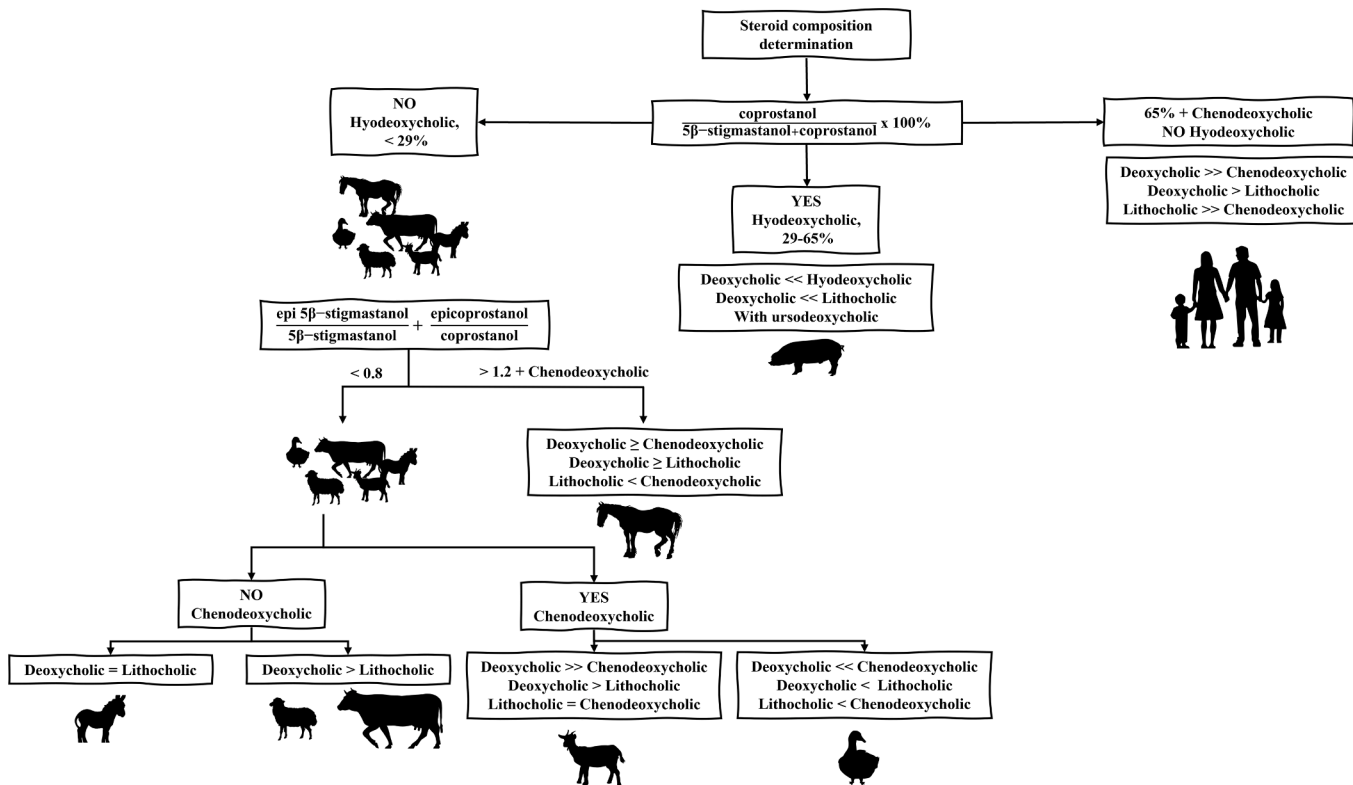 Steroid composition
determination
NO
Hyodeoxycholic,
< 29%
coprostanol
5β−stigmastanol+coprostanol
x 100%
65% + Chenodeoxycholic
NO Hyodeoxycholic
Deoxycholic >> Chenodeoxycholic
Deoxycholic > Lithocholic
Lithocholic >> Chenodeoxycholic
YES
Hyodeoxycholic,
29-65%
Deoxycholic << Hyodeoxycholic
Deoxycholic << Lithocholic
With ursodeoxycholic
epi 5β−stigmastanol
5β−stigmastanol
+
epicoprostanol
coprostanol
< 0.8
> 1.2 + Chenodeoxycholic
Deoxycholic ≥ Chenodeoxycholic
Deoxycholic ≥ Lithocholic
Lithocholic < Chenodeoxycholic
NO
Chenodeoxycholic
YES
Chenodeoxycholic
Deoxycholic = Lithocholic
Deoxycholic > Lithocholic
Deoxycholic >> Chenodeoxycholic
Deoxycholic > Lithocholic
Lithocholic = Chenodeoxycholic
Deoxycholic << Chenodeoxycholic
Deoxycholic < Lithocholic
Lithocholic < Chenodeoxycholic